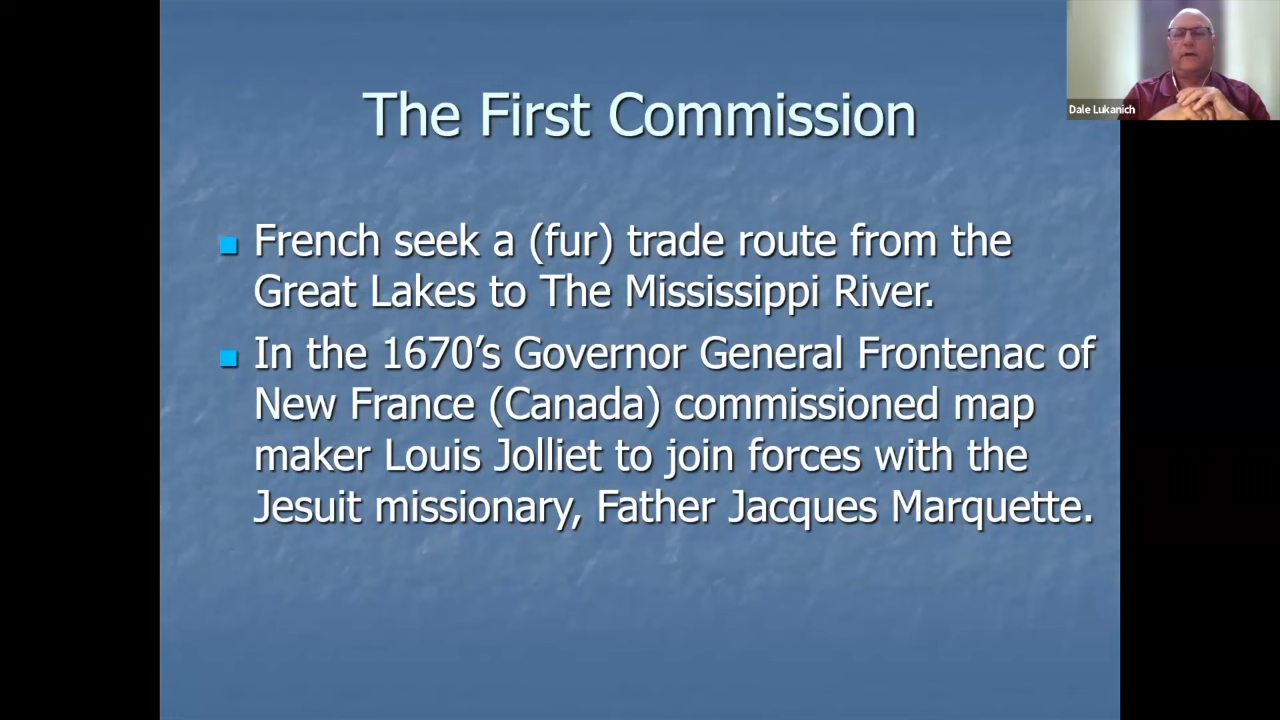 The First Commission
Dale Lukanich
French seek a (fur) trade route from the
Great Lakes to The Mississippi River.
In the 1670's Governor General Frontenac of
New France (Canada) commissioned map
maker Louis Jolliet to join forces with the
Jesuit missionary, Father Jacques Marquette.